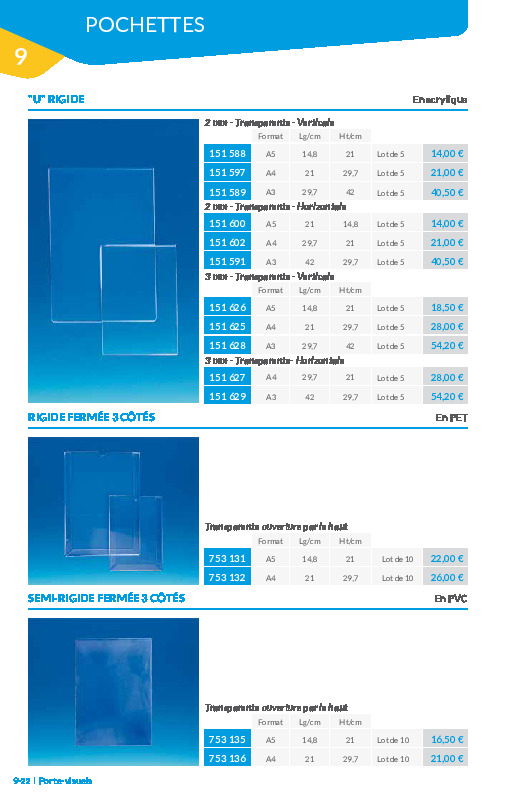 POCHETTES
9
"U" RIGIDE En acrylique
2 mm - Transparente - Verticale
Format Lg/cm Ht/cm
151 588 A5 14,8 21 Lot de 5 14,00 €
151 597 A4 21 29,7 Lot de 5 21,00 €
151 589 A3 29,7 42 Lot de 5 40,50 €
2 mm - Transparente - Horizontale
151 600 A5 21 14,8 Lot de 5 14,00 €
151 602 A4 29,7 21 Lot de 5 21,00 €
151 591 A3 42 29,7 Lot de 5 40,50 €
3 mm - Transparente - Verticale
Format Lg/cm Ht/cm
151 626 A5 14,8 21 Lot de 5 18,50 €
151 625 A4 21 29,7 Lot de 5 28,00 €
151 628 A3 29,7 42 Lot de 5 54,20 €
3 mm - Transparente - Horizontale
151 627 A4 29,7 21 Lot de 5 28,00 €
151 629 A3 42 29,7 Lot de 5 54,20 €
RIGIDE FERMÉE 3 CÔTÉS En PET
Transparente ouverture par le haut
Format Lg/cm Ht/cm
753 131 A5 14,8 21 Lot de 10 22,00 €
753 132 A4 21 29,7 Lot de 10 26,00 €
SEMI-RIGIDE FERMÉE 3 CÔTÉS En PVC
Transparente ouverture par le haut
Format Lg/cm Ht/cm
753 135 A5 14,8 21 Lot de 10 16,50 €
753 136 A4 21 29,7 Lot de 10 21,00 €
9-22 | Porte-visuels